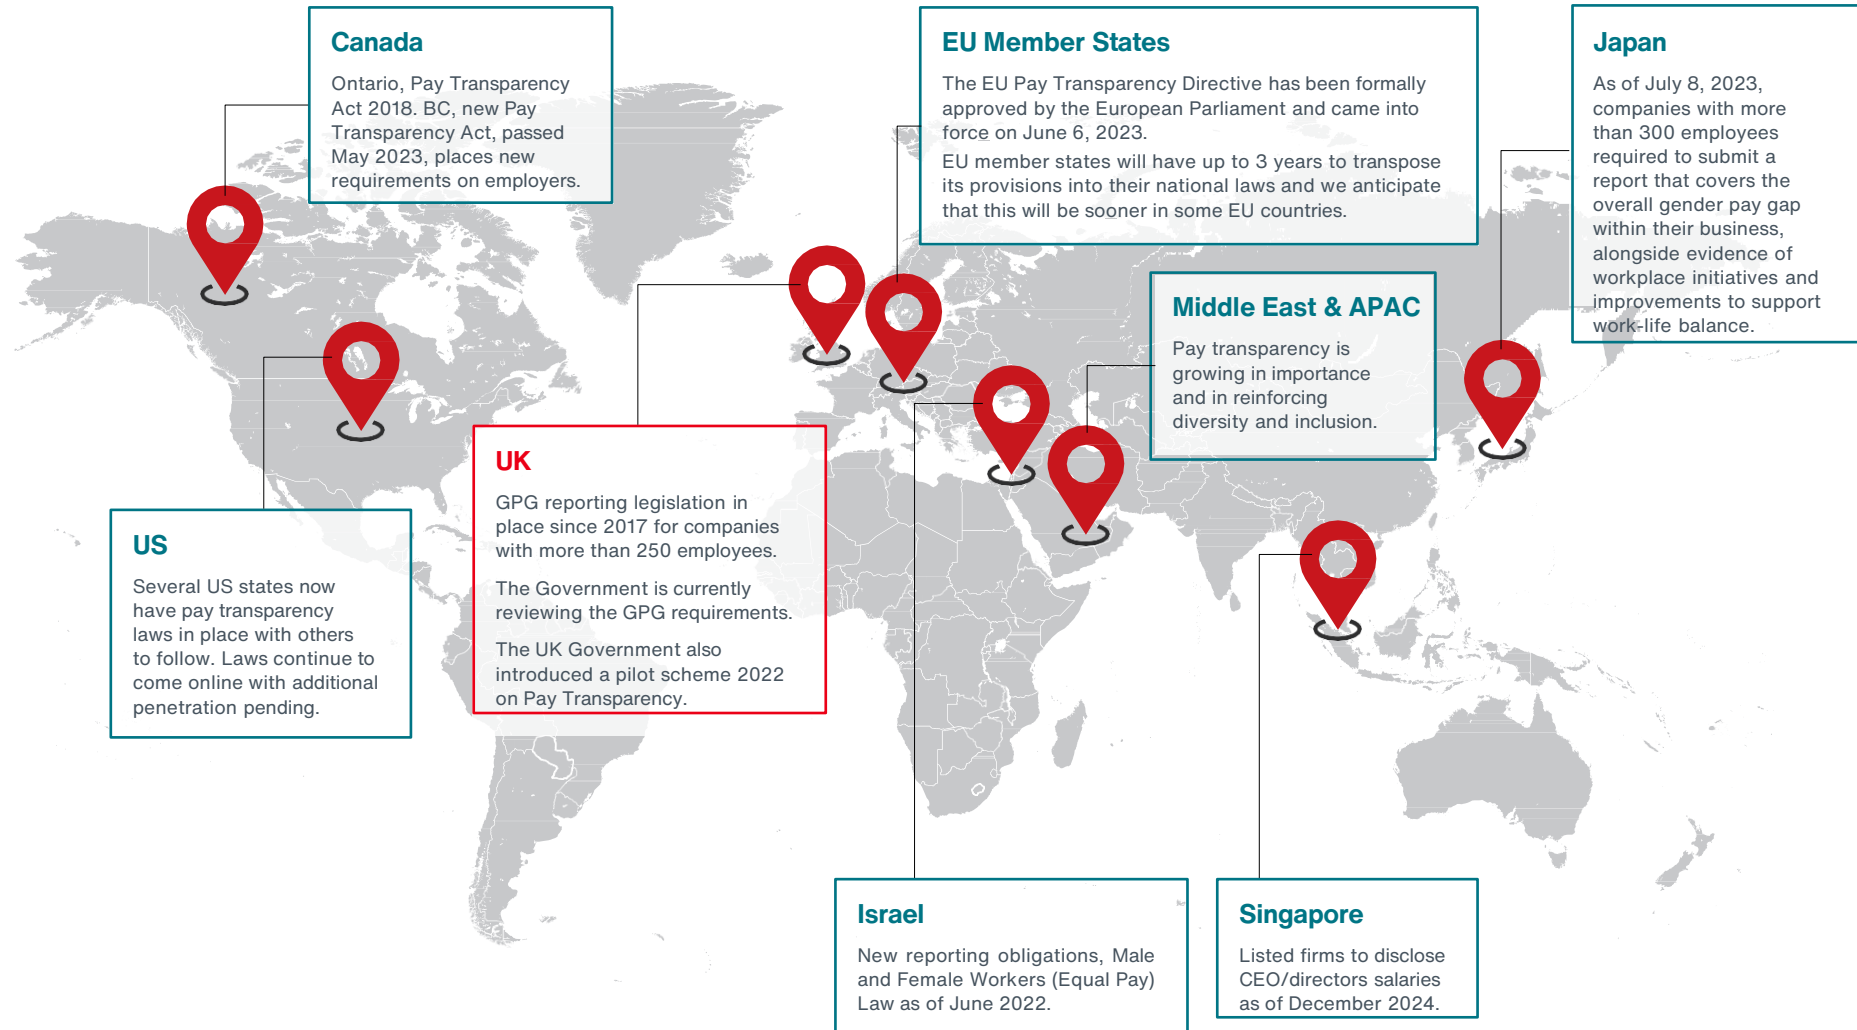 Canada
Ontario, Pay Transparency
Act 2018. BC, new Pay
Transparency Act, passed
May 2023, places new
requirements on employers.
EU Member States
The EU Pay Transparency Directive has been formally
approved by the European Parliament and came into
force on June 6, 2023.
EU member states will have up to 3 years to transpose
its provisions into their national laws and we anticipate
that this will be sooner in some EU countries.
Japan
As of July 8, 2023,
companies with more
than 300 employees
required to submit a
report that covers the
overall gender pay gap
within their business,
alongside evidence of
workplace initiatives and
improvements to support
work-life balance.
Middle East & APAC
Pay transparency is
growing in importance
and in reinforcing
diversity and inclusion.
UK
GPG reporting legislation in
place since 2017 for companies
with more than 250 employees.
The Government is currently
reviewing the GPG requirements.
The UK Government also
introduced a pilot scheme 2022
on Pay Transparency.
US
Several US states now
have pay transparency
laws in place with others
to follow. Laws continue to
come online with additional
penetration pending.
Israel
New reporting obligations, Male
and Female Workers (Equal Pay)
Law as of June 2022.
Singapore
Listed firms to disclose
CEO/directors salaries
as of December 2024.